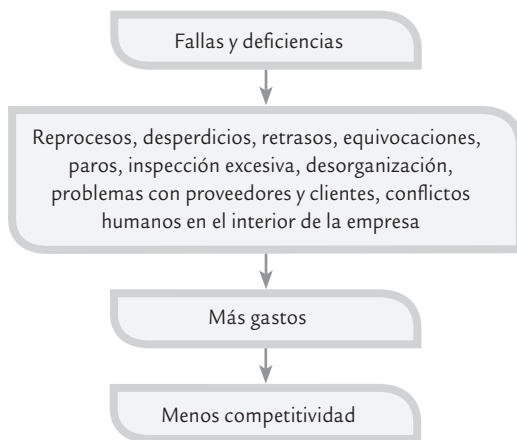 Fallas y deficiencias
Reprocesos, desperdicios, retrasos, equivocaciones,
paros, inspección excesiva, desorganización,
problemas con proveedores y clientes, conflictos
humanos en el interior de la empresa
Más gastos
Menos competitividad